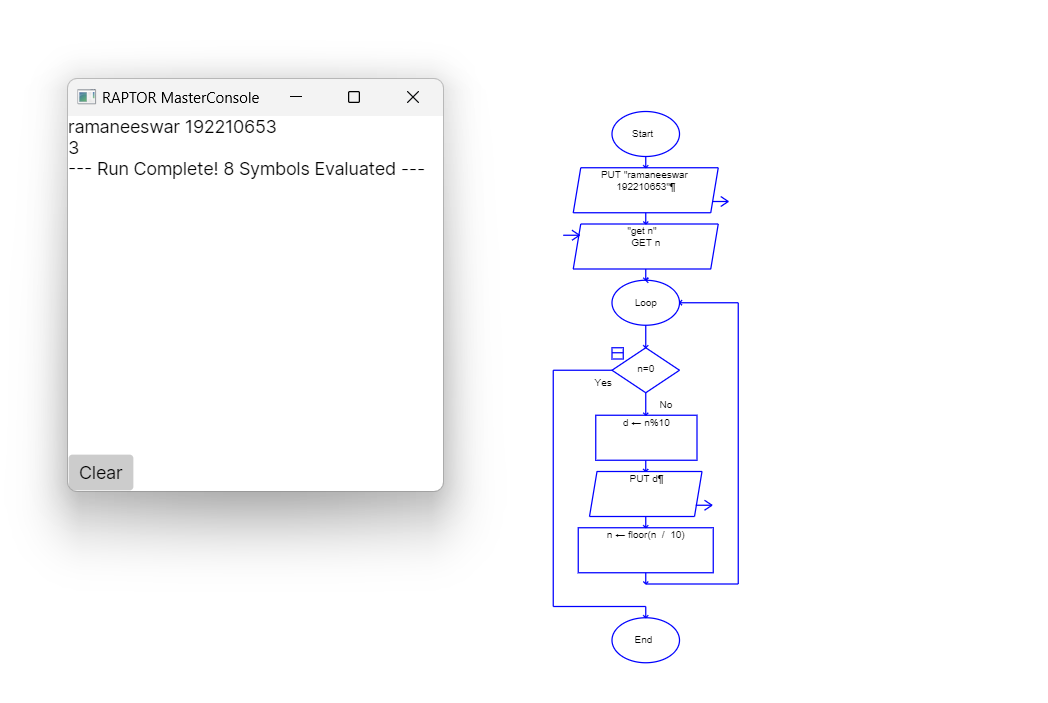 RAPTOR MasterConsole
ramaneeswar 192210653
3
--- Run Complete! 8 Symbols Evaluated ---
Clear
Start
PUT "ramaneeswar
192210653"¶
"get n"
GET n
Loop
n=0
Yes
No
d ← n%10
PUT d¶
n ← floor(n / 10)
End